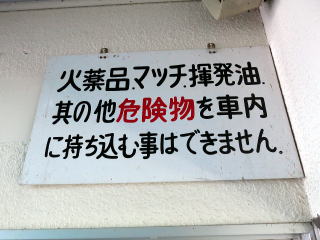 火薬品.マッチ.揮発油.
其の他危険物を車内
に持ち込む事はできません.